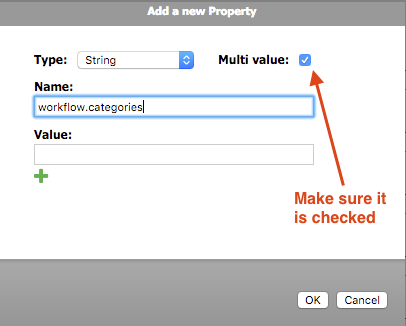 Add a new Property
Type: String Multi value:
Name:
workflow.categories
Value:
Make sure it
is checked
OK Cancel